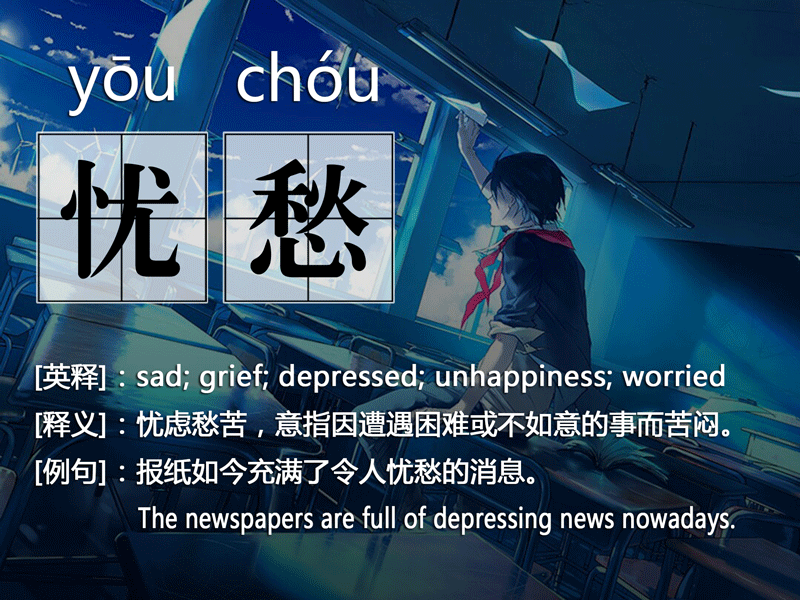 yōu chóu
忧愁
[英释]：sad; grief; depressed; unhappiness; worried
[释义]：忧虑愁苦，意指因遭遇困难或不如意的事而苦闷。
[例句]：报纸如今充满了令人忧愁的消息。
The newspapers are full of depressing news nowadays.